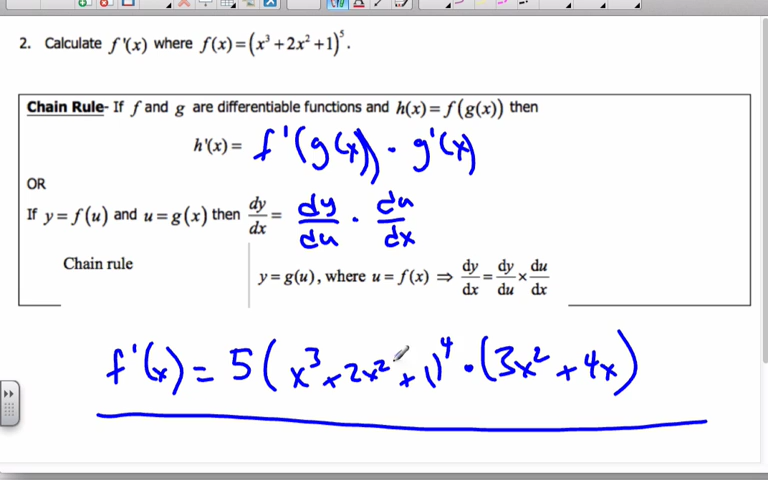 2. Calculate f'(x) where f(x) = (x³ + 2x² + 1)⁵.
Chain Rule- If f and g are differentiable functions and h(x) = f(g(x)) then
h'(x) = f'(g(x)) · g'(x)
OR
If y = f(u) and u = g(x) then dy/dx = dy/du · du/dx
Chain rule
y = g(u), where u = f(x) ⇒ dy/dx = dy/du × du/dx
f'(x) = 5(x³ + 2x² + 1)⁴ · (3x² + 4x)